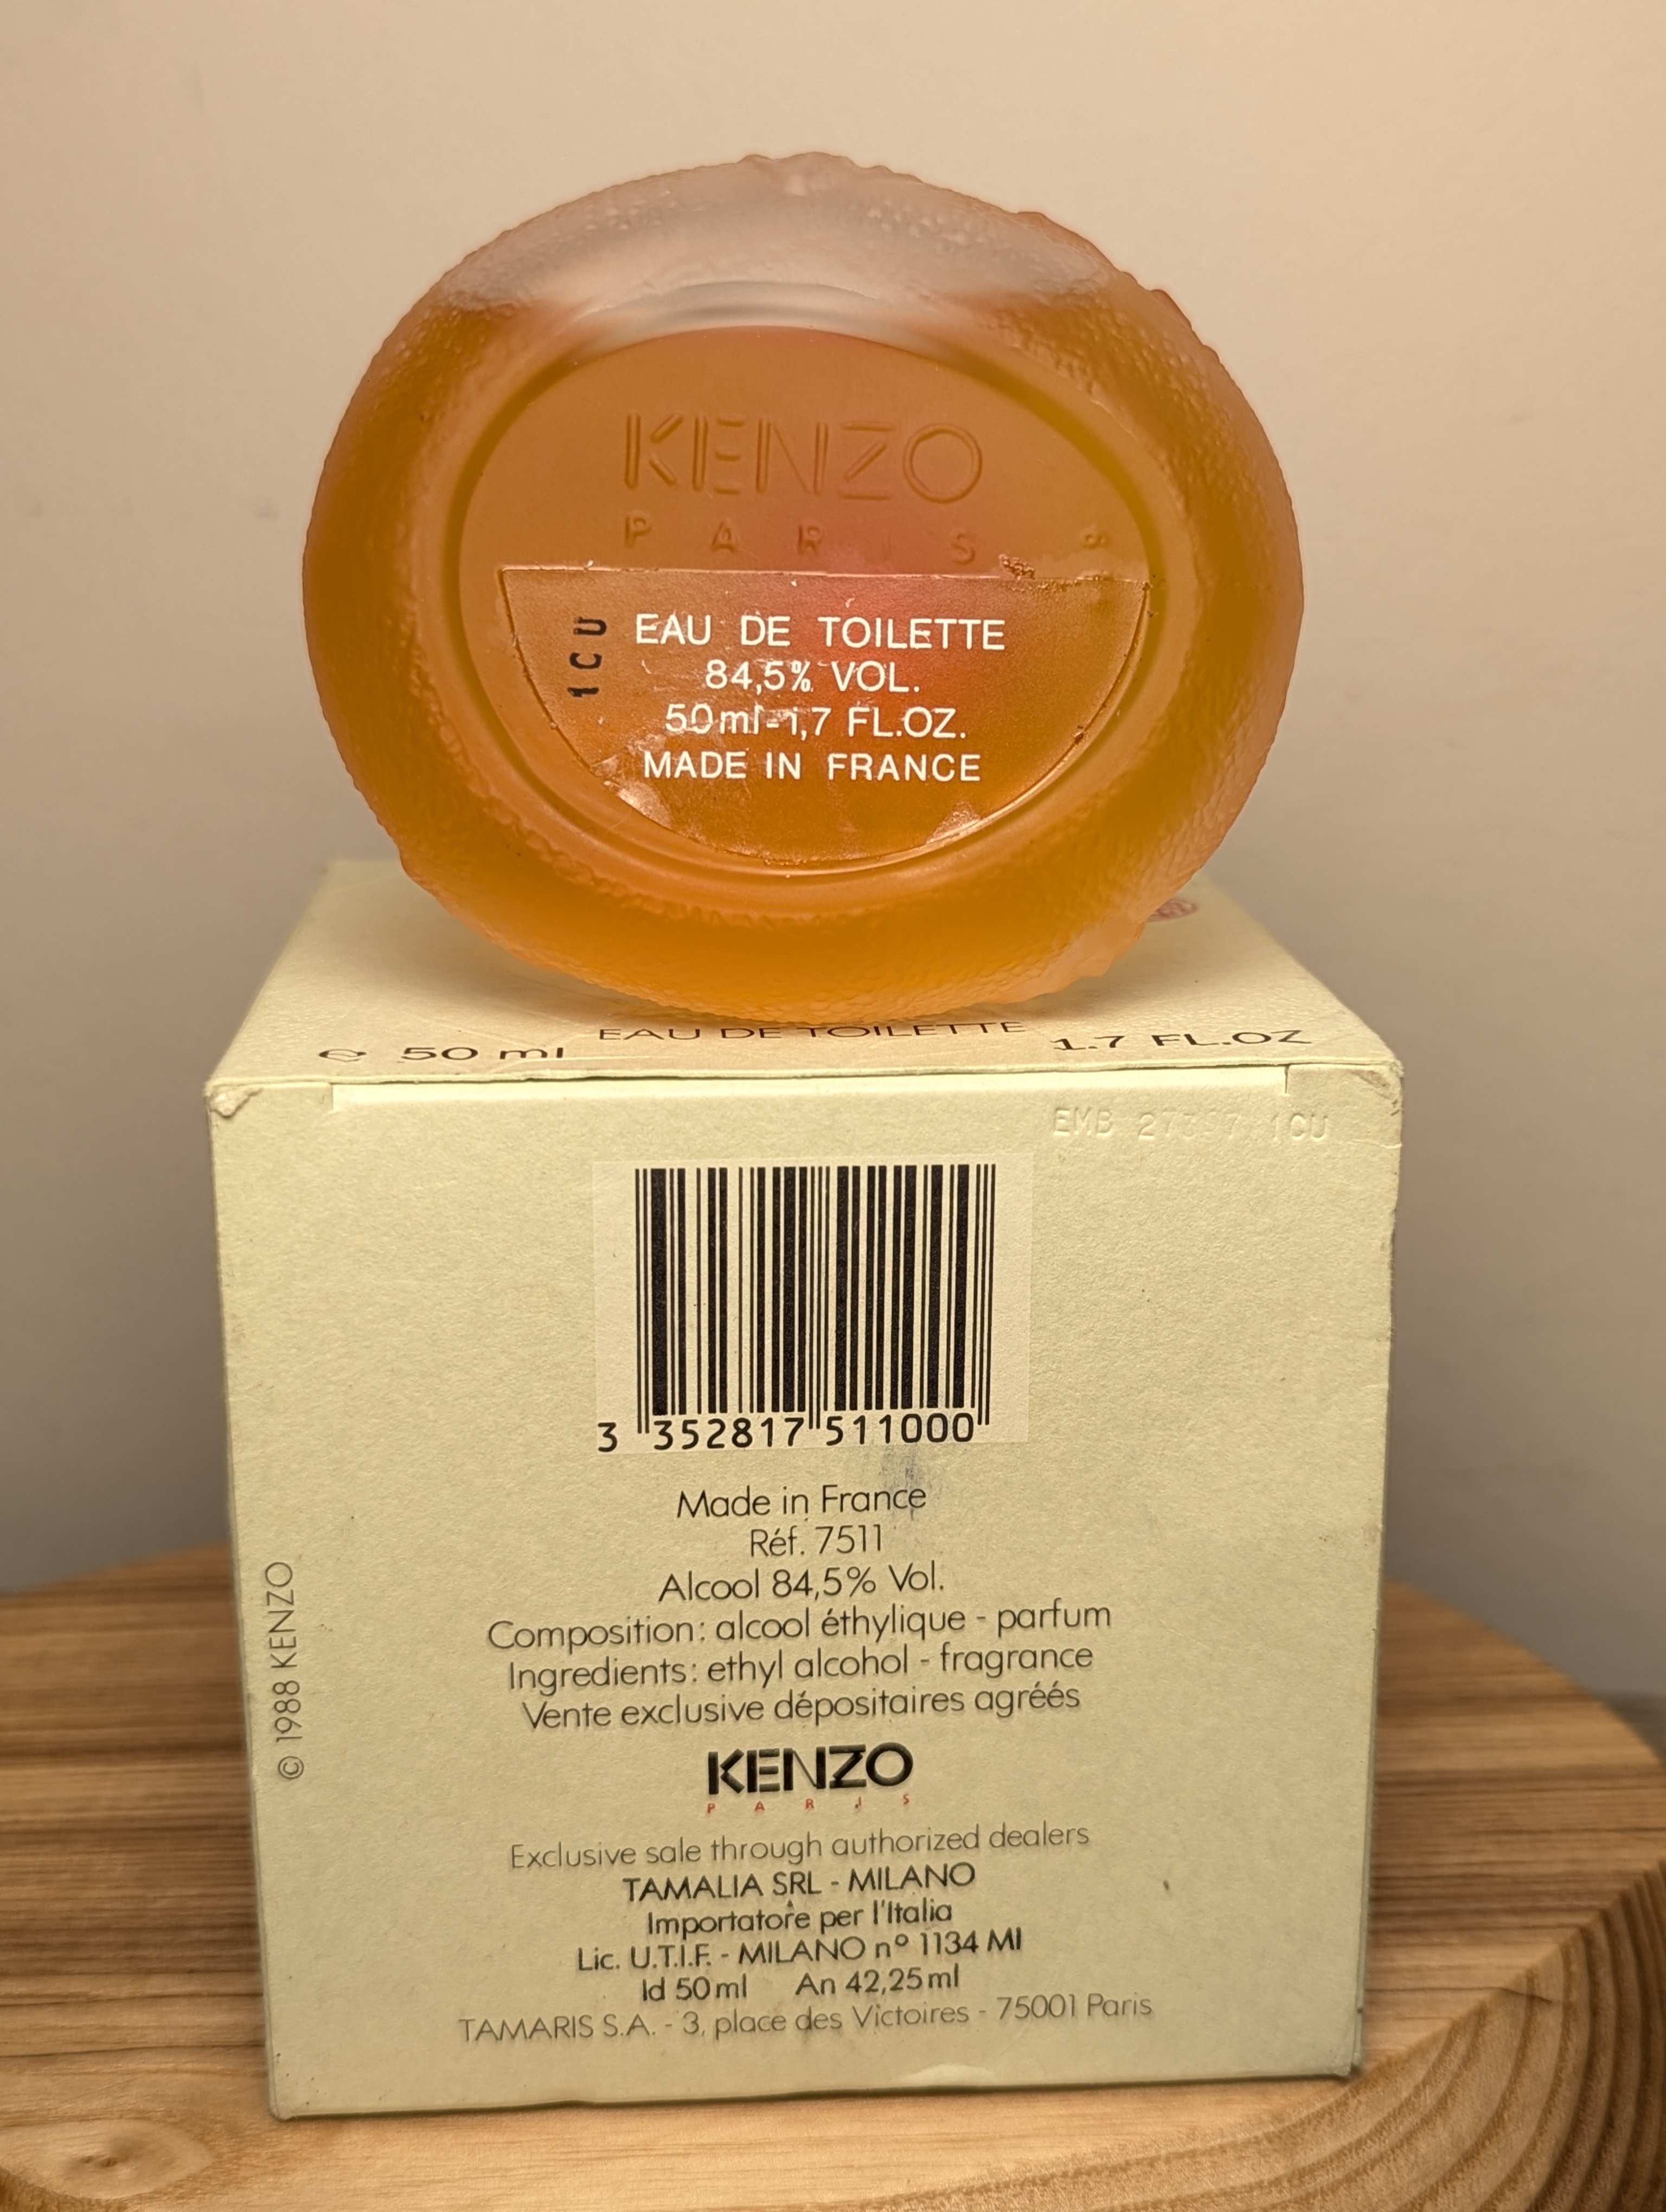 KENZO
PARIS
EAU DE TOILETTE
84,5% VOL.
50ml-1,7 FL.OZ.
MADE IN FRANCE
1CU
EAU DE TOILETTE
e 50 ml
1.7 FL.OZ
EMB 1CU
3 352817 511000
Made in France
Réf. 7511
Alcool 84,5% Vol.
Composition: alcool éthylique - parfum
Ingredients: ethyl alcohol - fragrance
Vente exclusive dépositaires agréés
KENZO
PARIS
Exclusive sale through authorized dealers
TAMALIA SRL - MILANO
Importatore per l'Italia
Lic. U.T.I.F. - MILANO nº 1134 MI
Id 50ml An 42,25ml
TAMARIS S.A. - 3, place des Victoires - 75001 Paris
© 1988 KENZO